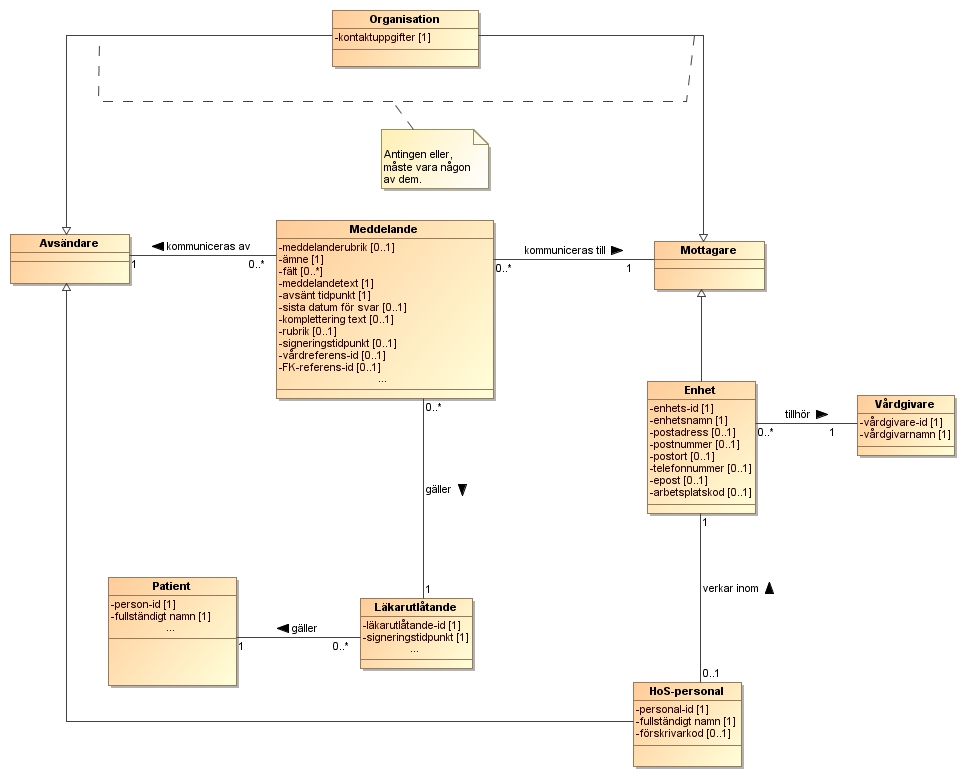 Organisation
-kontaktuppgifter [1]
Antingen eller,
måste vara någon
av dem.
Avsändare
kommuniceras av
1
0..*
Meddelande
-meddelanderubrik [0..1]
-ämne [1]
-fält [0..*]
-meddelandetext [1]
-avsänt tidpunkt [1]
-sista datum för svar [0..1]
-komplettering text [0..1]
-rubrik [0..1]
-signeringstidpunkt [0..1]
-vårdreferens-id [0..1]
-FK-referens-id [0..1]
...
kommuniceras till
0..*
1
Mottagare
Enhet
-enhets-id [1]
-enhetsnamn [1]
-postadress [0..1]
-postnummer [0..1]
-postort [0..1]
-telefonnummer [0..1]
-epost [0..1]
-arbetsplatskod [0..1]
tillhör
0..*
1
Vårdgivare
-vårdgivare-id [1]
-vårdgivarnamn [1]
0..*
gäller
1
Patient
-person-id [1]
-fullständigt namn [1]
...
gäller
1
0..*
Läkarutlåtande
-läkarutlåtande-id [1]
-signeringstidpunkt [1]
...
1
verkar inom
0..1
HoS-personal
-personal-id [1]
-fullständigt namn [1]
-förskrivarkod [0..1]